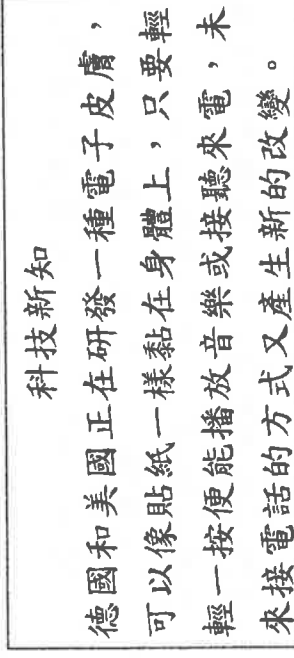 科技新知
德國和美國正在研發一種電子皮膚，
可以像貼紙一樣黏在身體上，只要輕
輕一按便能播放音樂或接聽來電，未
來接電話的方式又產生新的改變。